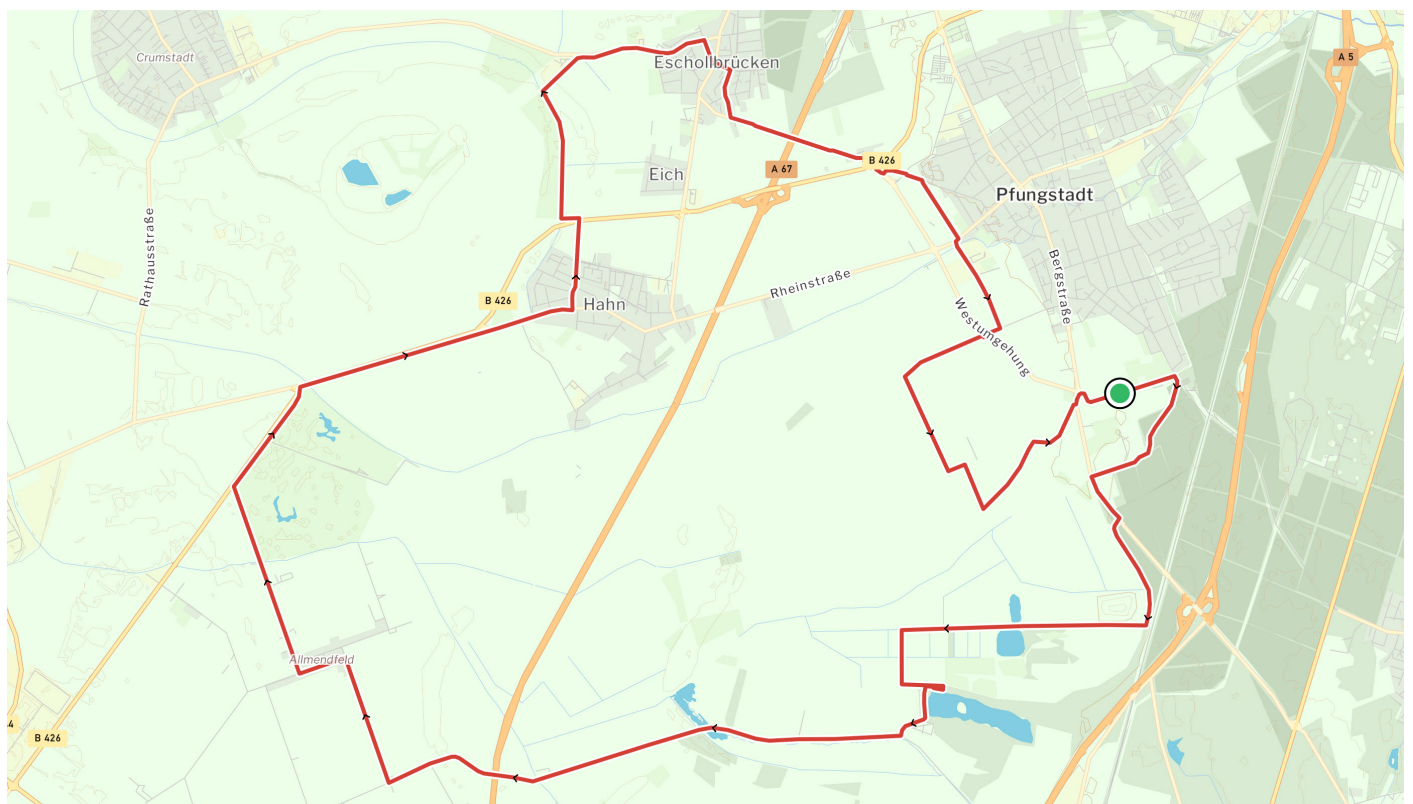 Crumstadt
Eschollbrücken
A 5
B 426
A 67
Eich
Pfungstadt
Rathausstraße
Bergstraße
Rheinstraße
B 426
Hahn
Westumgehung
Allmendfeld
B 426